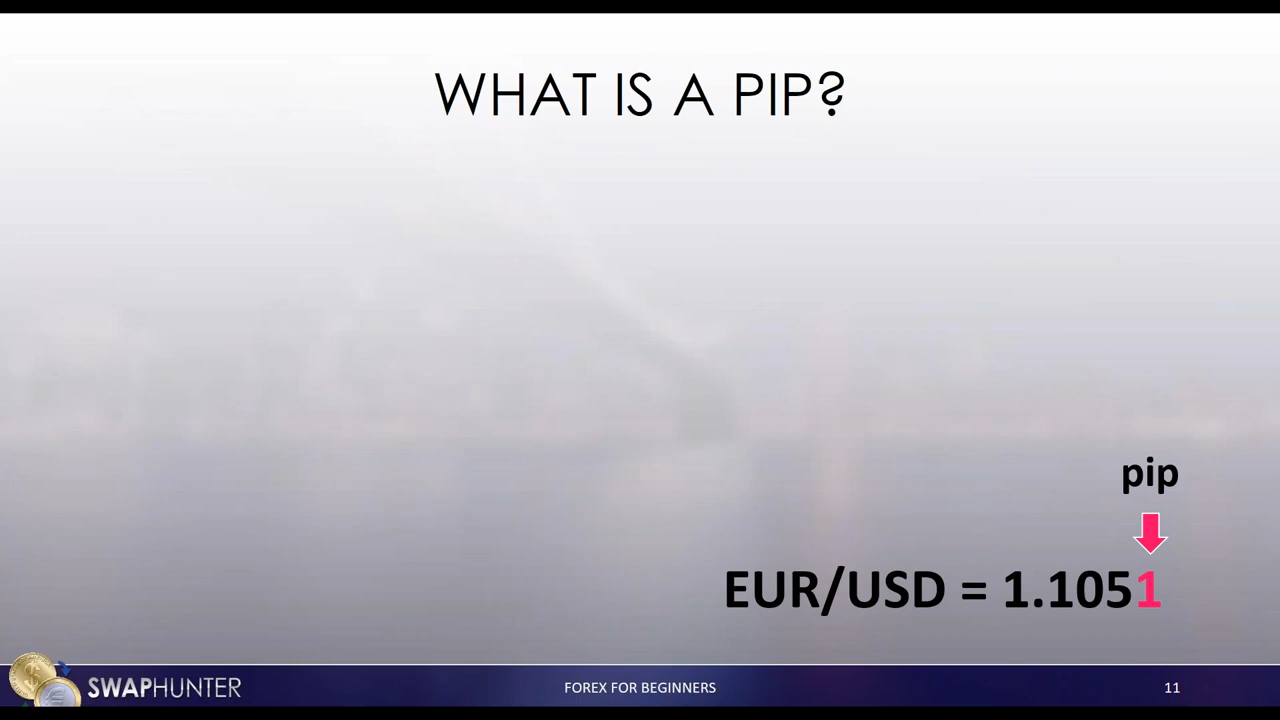 WHAT IS A PIP?
pip
EUR/USD = 1.1051
SWAPHUNTER
FOREX FOR BEGINNERS
11